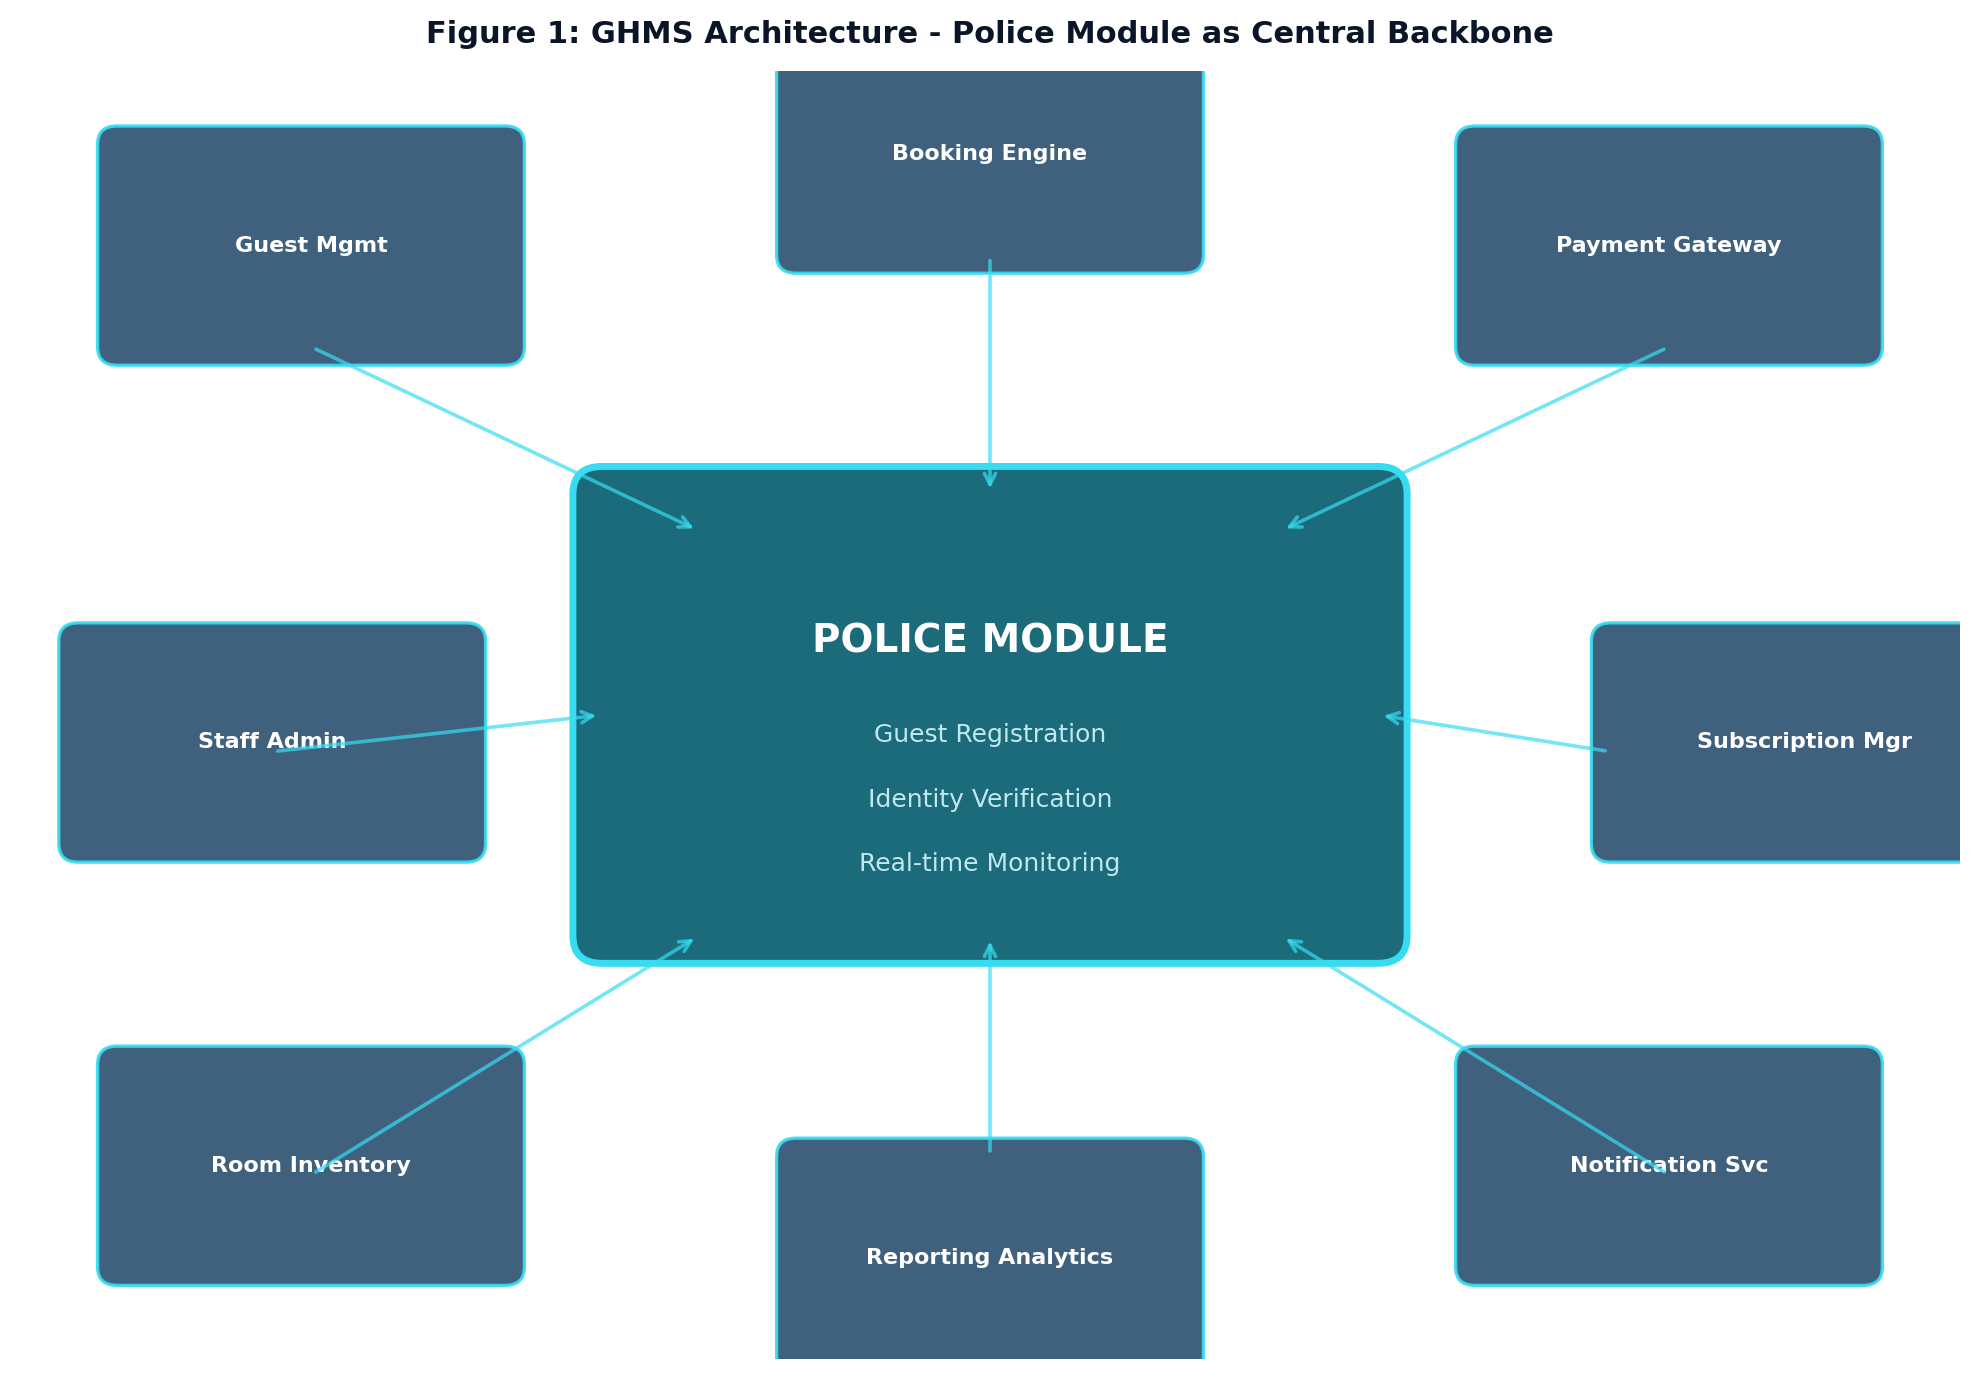 Figure 1: GHMS Architecture - Police Module as Central Backbone
Booking Engine
Guest Mgmt
Payment Gateway
POLICE MODULE
Guest Registration
Identity Verification
Real-time Monitoring
Staff Admin
Subscription Mgr
Room Inventory
Notification Svc
Reporting Analytics